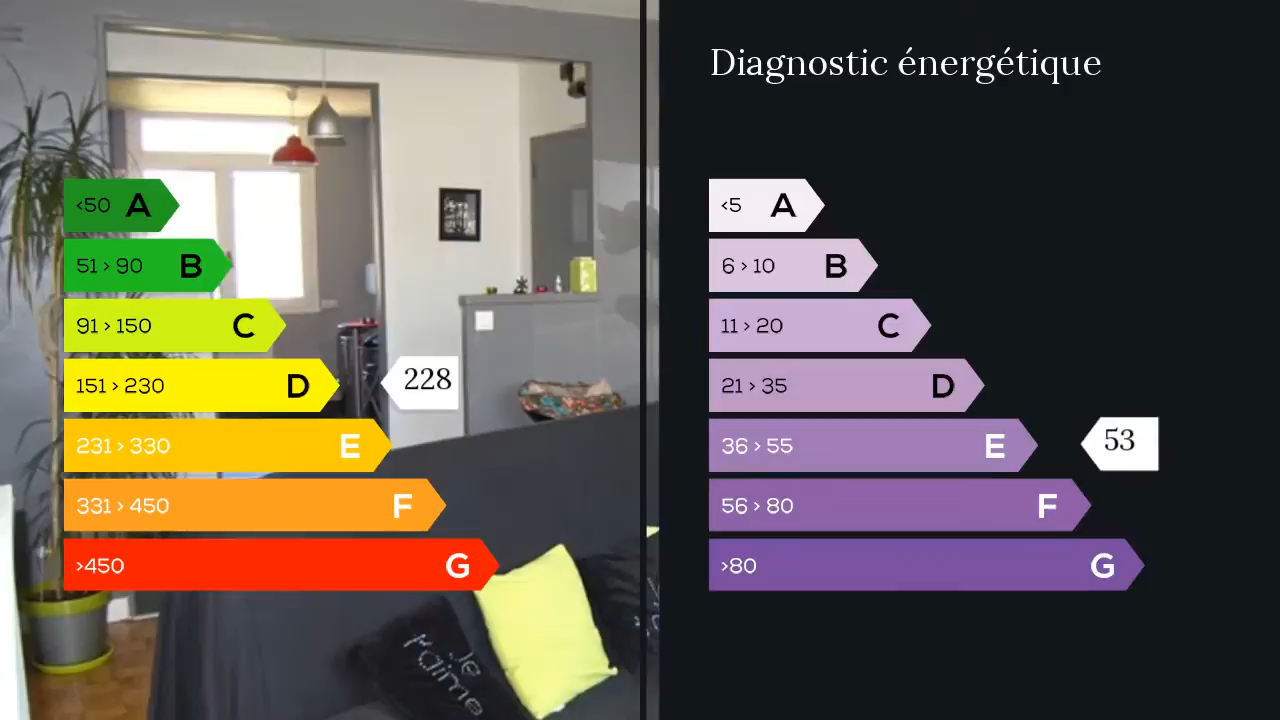 Diagnostic énergétique
<50 A
51 > 90 B
91 > 150 C
151 > 230 D
228
231 > 330 E
331 > 450 F
>450 G
<5 A
6 > 10 B
11 > 20 C
21 > 35 D
36 > 55 E
53
56 > 80 F
>80 G
Je
t'aime